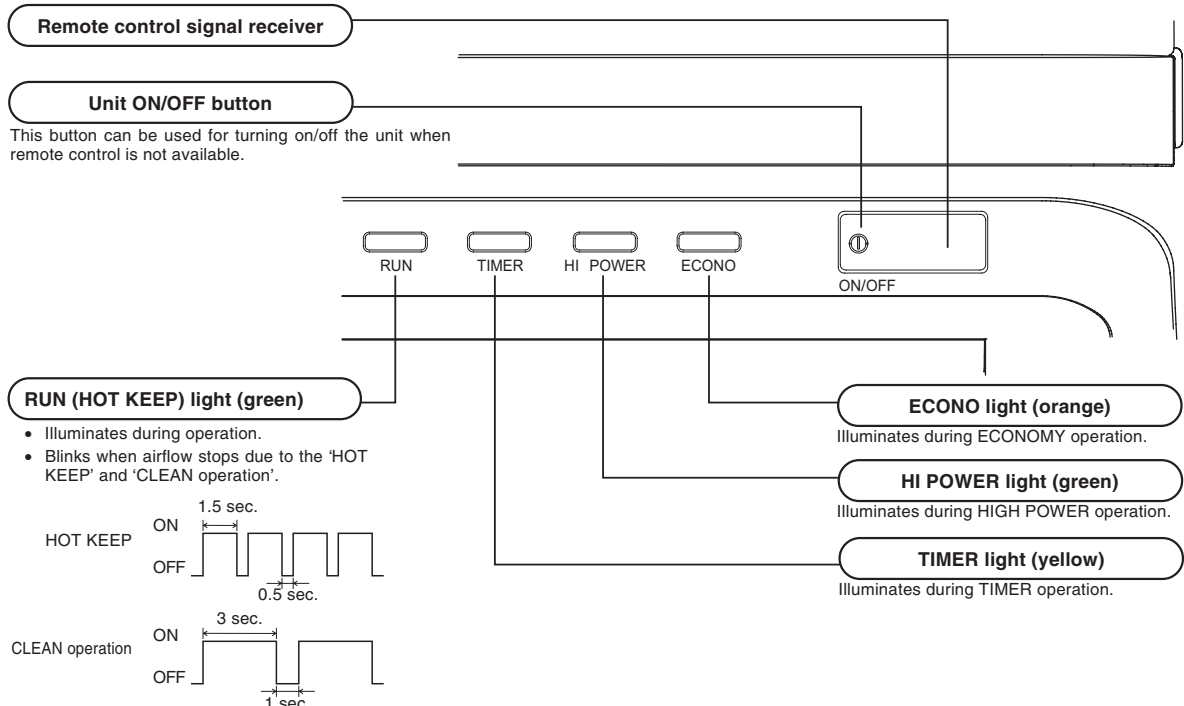 Remote control signal receiver
Unit ON/OFF button
This button can be used for turning on/off the unit when
remote control is not available.
RUN
TIMER
HI POWER
ECONO
ON/OFF
RUN (HOT KEEP) light (green)
• Illuminates during operation.
• Blinks when airflow stops due to the ‘HOT
KEEP’ and ‘CLEAN operation’.
1.5 sec.
HOT KEEP
ON
OFF
0.5 sec.
3 sec.
CLEAN operation
ON
OFF
1 sec.
ECONO light (orange)
Illuminates during ECONOMY operation.
HI POWER light (green)
Illuminates during HIGH POWER operation.
TIMER light (yellow)
Illuminates during TIMER operation.